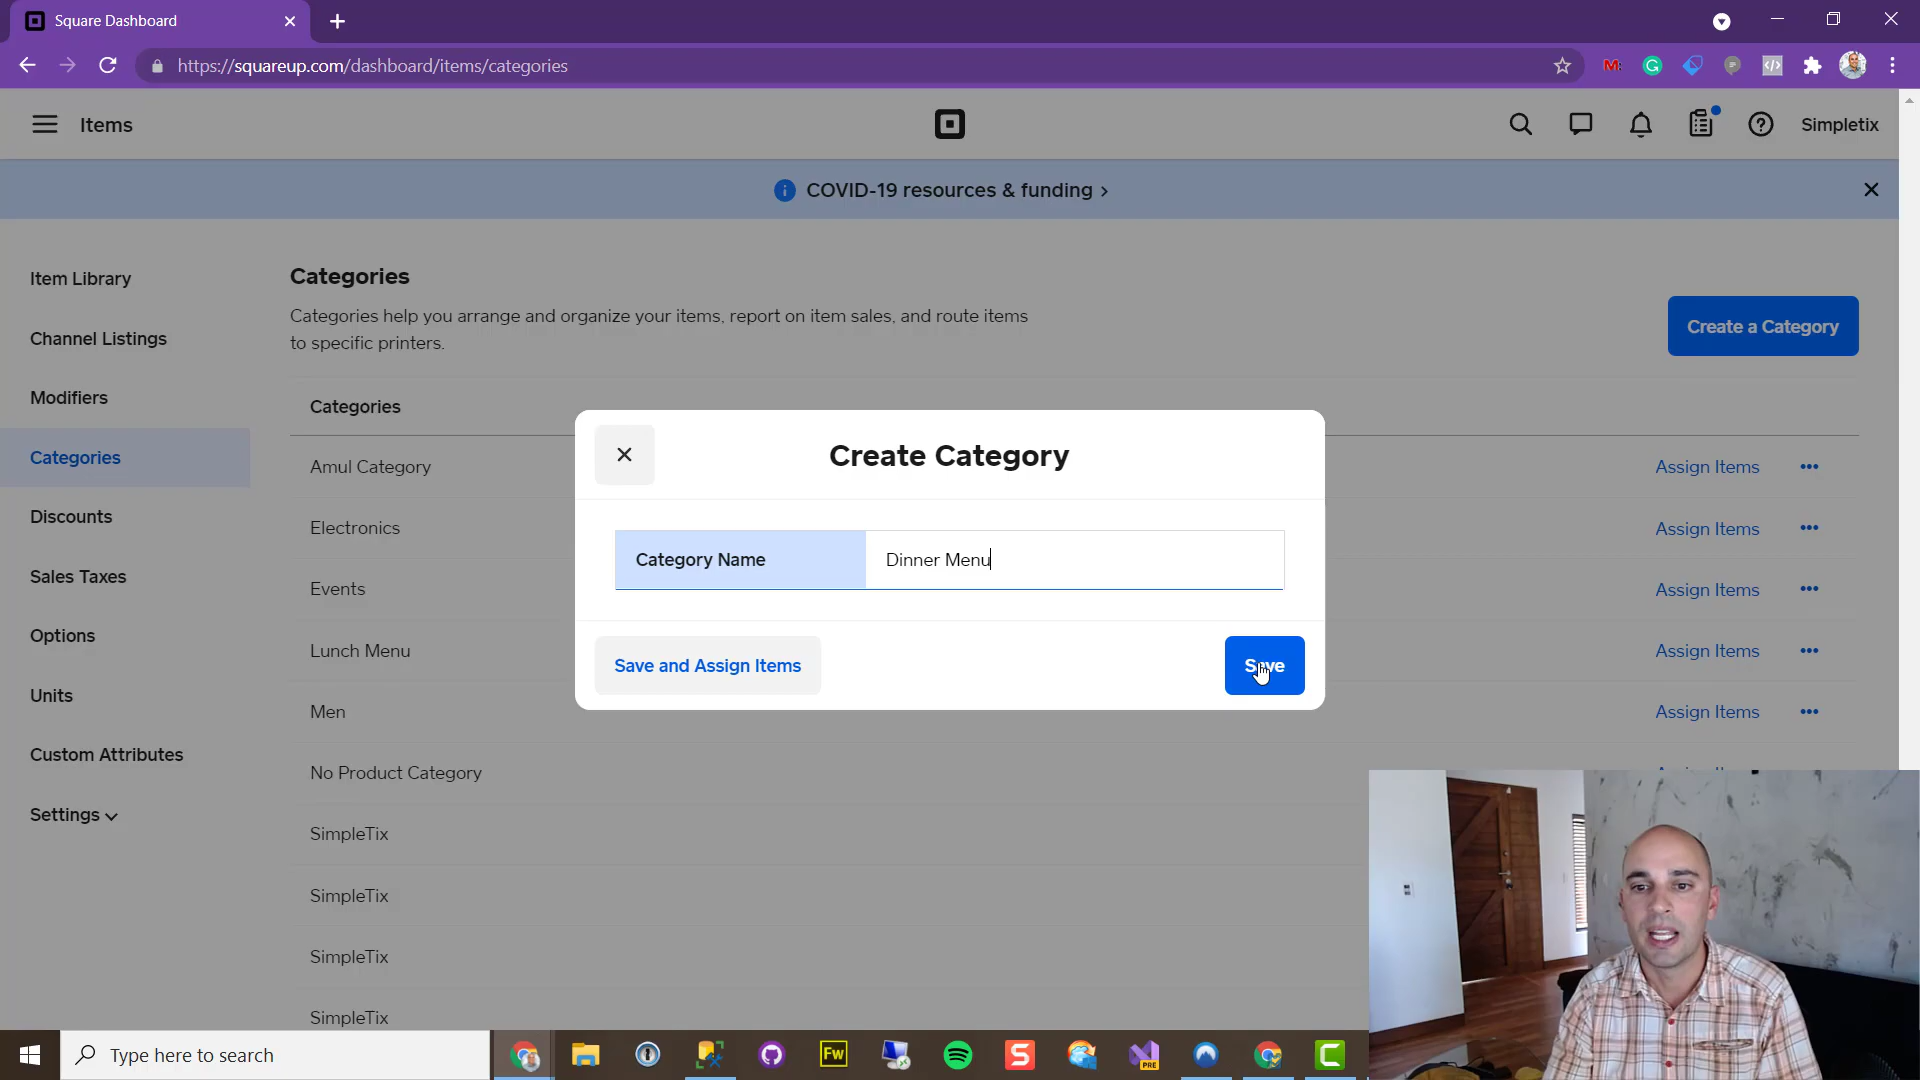 Square Dashboard
https://squareup.com/dashboard/items/categories
Items
Simpletix
COVID-19 resources & funding >
Item Library
Channel Listings
Modifiers
Categories
Discounts
Sales Taxes
Options
Units
Custom Attributes
Settings
Categories
Categories help you arrange and organize your items, report on item sales, and route items
to specific printers.
Create a Category
Categories
Amul Category
Assign Items
Electronics
Assign Items
Events
Assign Items
Lunch Menu
Assign Items
Men
Assign Items
No Product Category
SimpleTix
SimpleTix
SimpleTix
SimpleTix
Create Category
Category Name
Dinner Menu
Save and Assign Items
Save
Type here to search
Fw
S
PRE
C